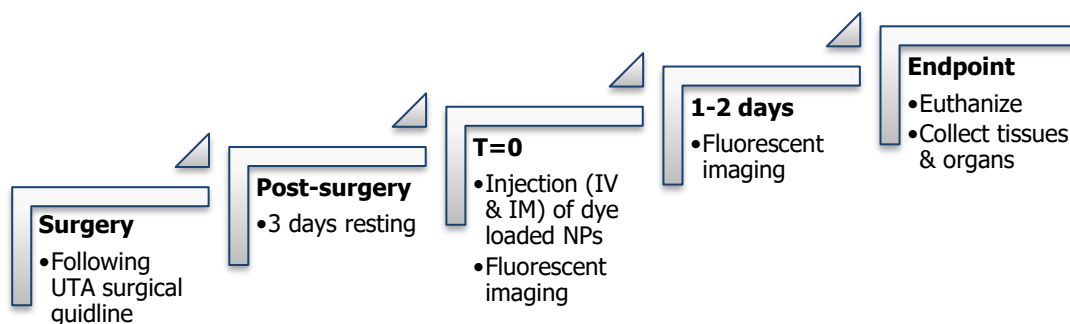 Surgery
•Following
UTA surgical
guidline
Post-surgery
•3 days resting
T=0
•Injection (IV
& IM) of dye
loaded NPs
•Fluorescent
imaging
1-2 days
•Fluorescent
imaging
Endpoint
•Euthanize
•Collect tissues
& organs